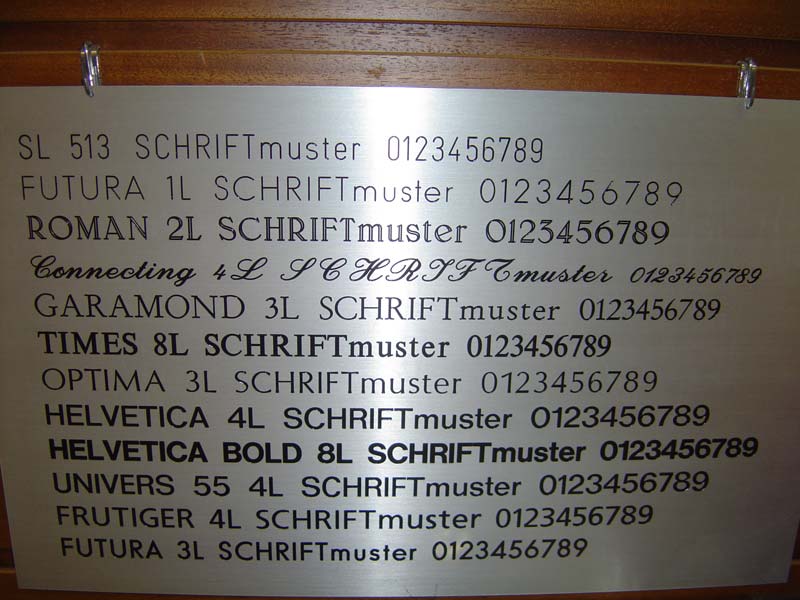 SL 513 SCHRIFTmuster 0123456789
FUTURA 1L SCHRIFTmuster 0123456789
ROMAN 2L SCHRIFTmuster 0123456789
Connecting 4L SCHRIFTmuster 0123456789
GARAMOND 3L SCHRIFTmuster 0123456789
TIMES 8L SCHRIFTmuster 0123456789
OPTIMA 3L SCHRIFTmuster 0123456789
HELVETICA 4L SCHRIFTmuster 0123456789
HELVETICA BOLD 8L SCHRIFTmuster 0123456789
UNIVERS 55 4L SCHRIFTmuster 0123456789
FRUTIGER 4L SCHRIFTmuster 0123456789
FUTURA 3L SCHRIFTmuster 0123456789